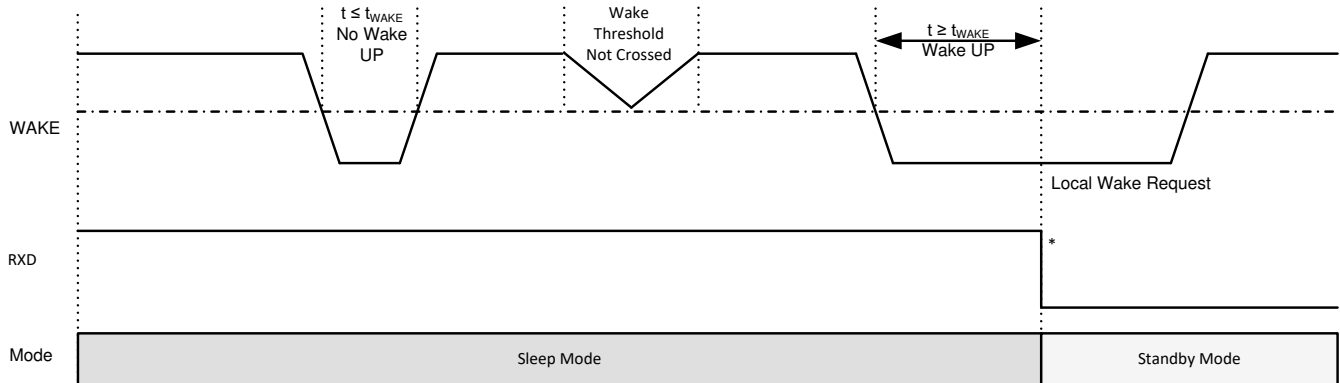 t ≤ tWAKE
No Wake
UP
Wake
Threshold
Not Crossed
t ≥ tWAKE
Wake UP
WAKE
Local Wake Request
RXD
*
Mode
Sleep Mode
Standby Mode